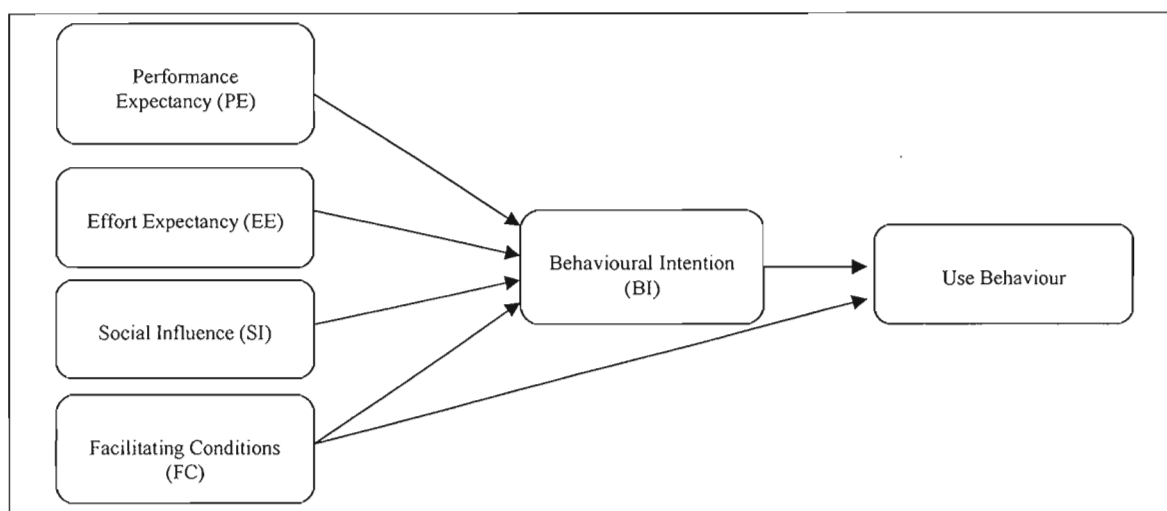 Performance
Expectancy (PE)
Effort Expectancy (EE)
Social Influence (SI)
Facilitating Conditions
(FC)
Behavioural Intention
(BI)
Use Behaviour